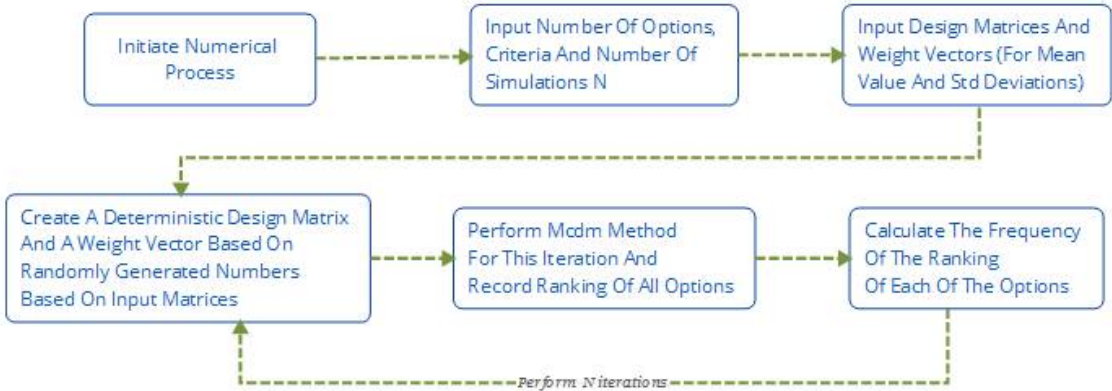 Initiate Numerical
Process
Input Number Of Options,
Criteria And Number Of
Simulations N
Input Design Matrices And
Weight Vectors (For Mean
Value And Std Deviations)
Create A Deterministic Design Matrix
And A Weight Vector Based On
Randomly Generated Numbers
Based On Input Matrices
Perform Mcdm Method
For This Iteration And
Record Ranking Of All Options
Calculate The Frequency
Of The Ranking
Of Each Of The Options
Perform N iterations